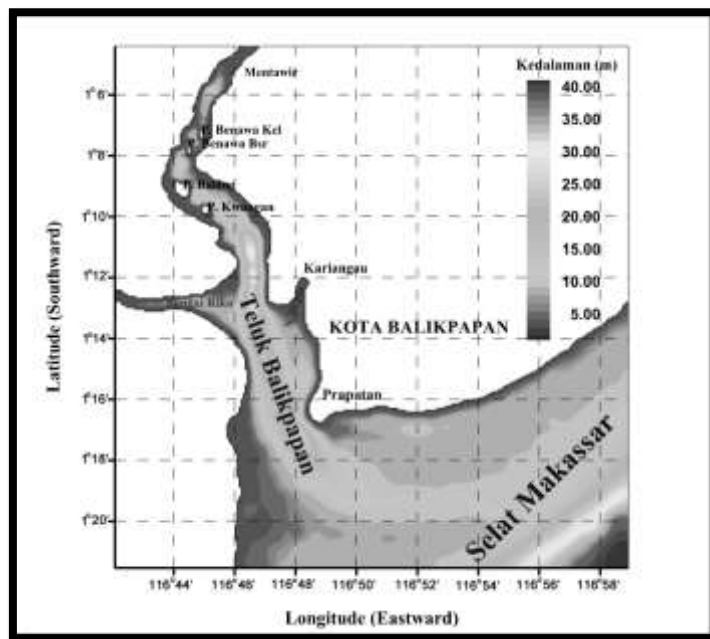 Kedalaman (m)
40.00
35.00
30.00
25.00
20.00
15.00
10.00
5.00
Mentawir
P. Benawa Kcl
P. Benawa Bsr
P. Kwangan
Kariangau
KOTA BALIKPAPAN
Teluk Balikpapan
Prapatan
Selat Makassar
Latitude (Southward)
1°6'
1°8'
1°10'
1°12'
1°14'
1°16'
1°18'
1°20'
116°44' 116°46' 116°48' 116°50' 116°52' 116°54' 116°56' 116°58'
Longitude (Eastward)